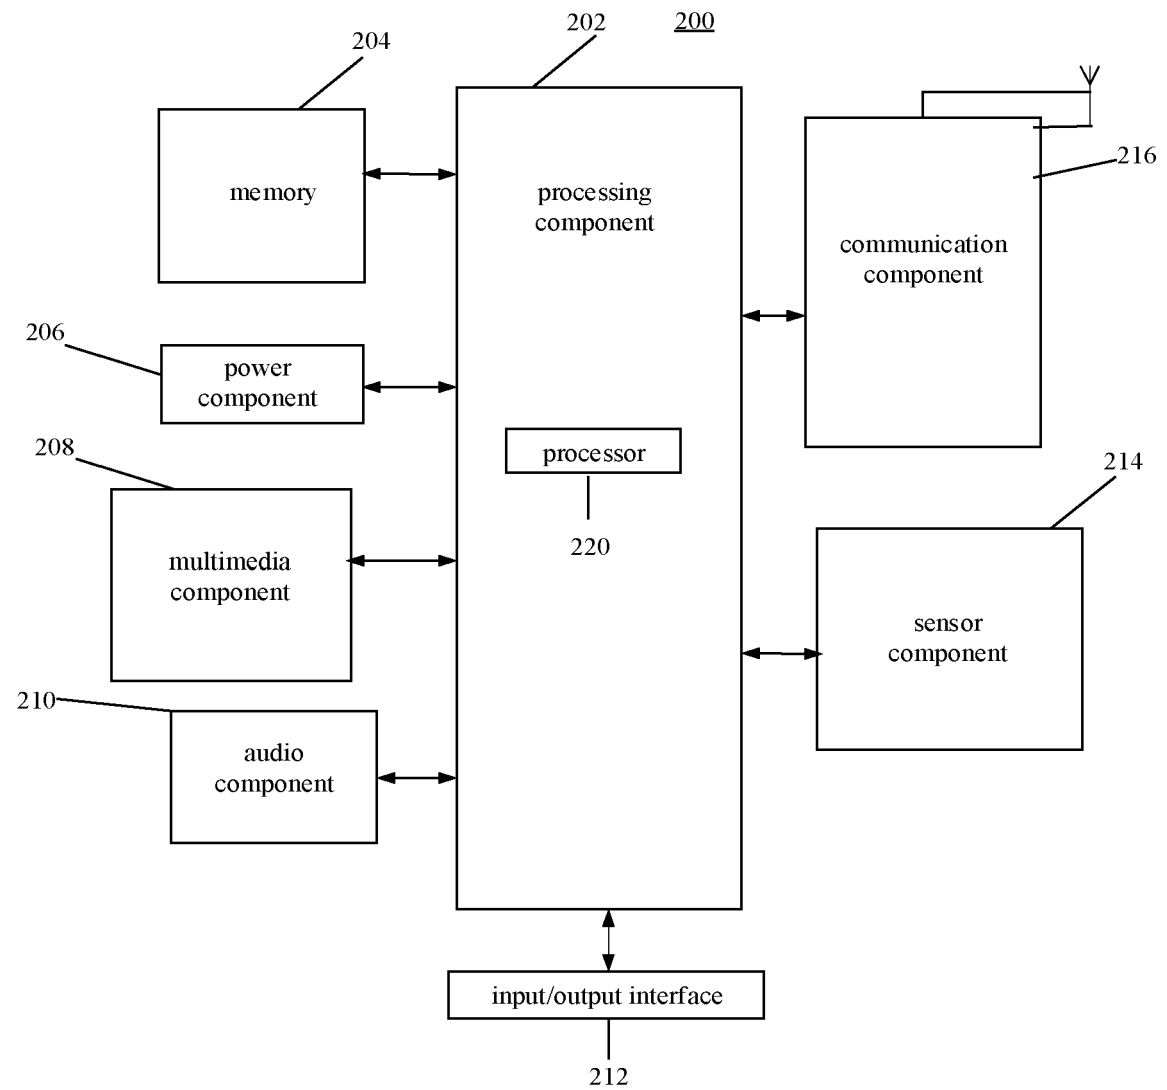 202
200
204
216
memory
processing
component
communication
component
206
power
component
208
processor
214
220
multimedia
component
sensor
component
210
audio
component
input/output interface
212